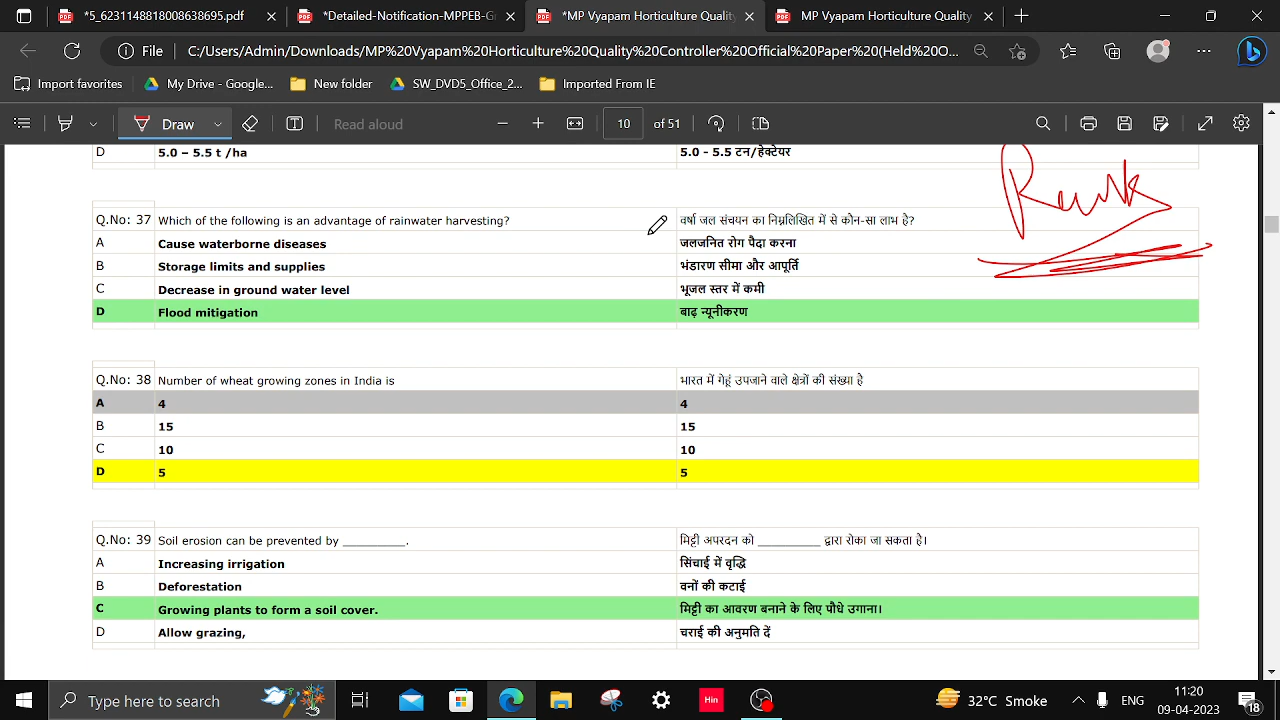 *5_6231148818008638695.pdf
*Detailed-Notification-MPPEB-G
*MP Vyapam Horticulture Quality
MP Vyapam Horticulture Quality
File C:/Users/Admin/Downloads/MP%20Vyapam%20Horticulture%20Quality%20Controller%20Official%20Paper(Held%20O...
Import favorites My Drive - Google... New folder SW_DVD5_Office_2... Imported From IE
Draw Read aloud 10 of 51
D 5.0 – 5.5 t /ha 5.0 - 5.5 टन/हेक्टेयर
Q.No: 37 Which of the following is an advantage of rainwater harvesting? वर्षा जल संचयन का निम्नलिखित में से कौन-सा लाभ है?
A Cause waterborne diseases जलजनित रोग पैदा करना
B Storage limits and supplies भंडारण सीमा और आपूर्ति
C Decrease in ground water level भूजल स्तर में कमी
D Flood mitigation बाढ़ न्यूनीकरण
Q.No: 38 Number of wheat growing zones in India is भारत में गेहूं उपजाने वाले क्षेत्रों की संख्या है
A 4 4
B 15 15
C 10 10
D 5 5
Q.No: 39 Soil erosion can be prevented by __________. मिट्टी अपरदन को __________ द्वारा रोका जा सकता है।
A Increasing irrigation सिंचाई में वृद्धि
B Deforestation वनों की कटाई
C Growing plants to form a soil cover. मिट्टी का आवरण बनाने के लिए पौधे उगाना।
D Allow grazing, चराई की अनुमति दें
Type here to search Hin 32°C Smoke ENG 11:20
09-04-2023 18